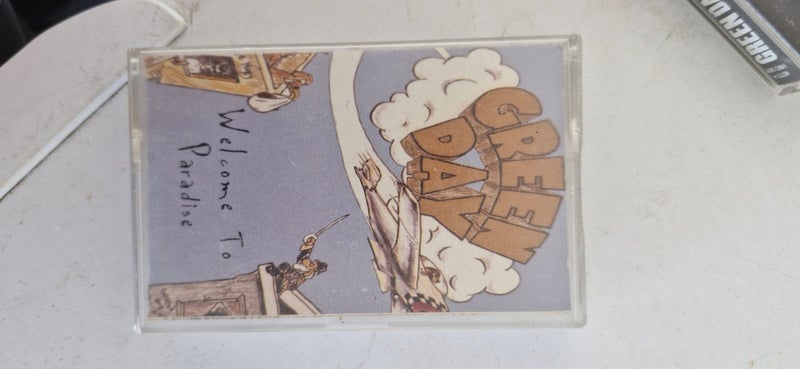 GREEN
DAY
Welcome To
Paradise
GREEN DA